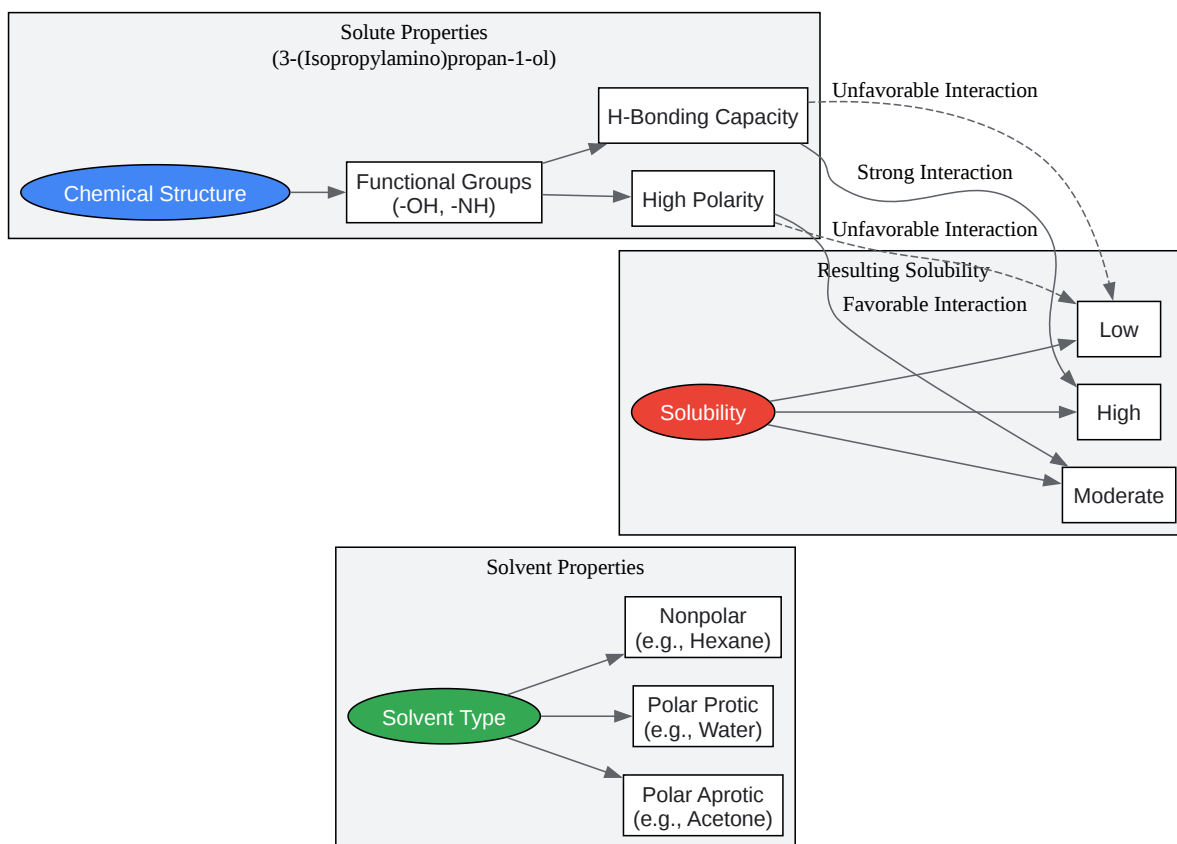 Solute Properties
(3-(Isopropylamino)propan-1-ol)
Chemical Structure
Functional Groups
(-OH, -NH)
H-Bonding Capacity
High Polarity
Unfavorable Interaction
Strong Interaction
Unfavorable Interaction
Resulting Solubility
Favorable Interaction
Solubility
Low
High
Moderate
Solvent Properties
Solvent Type
Nonpolar
(e.g., Hexane)
Polar Protic
(e.g., Water)
Polar Aprotic
(e.g., Acetone)